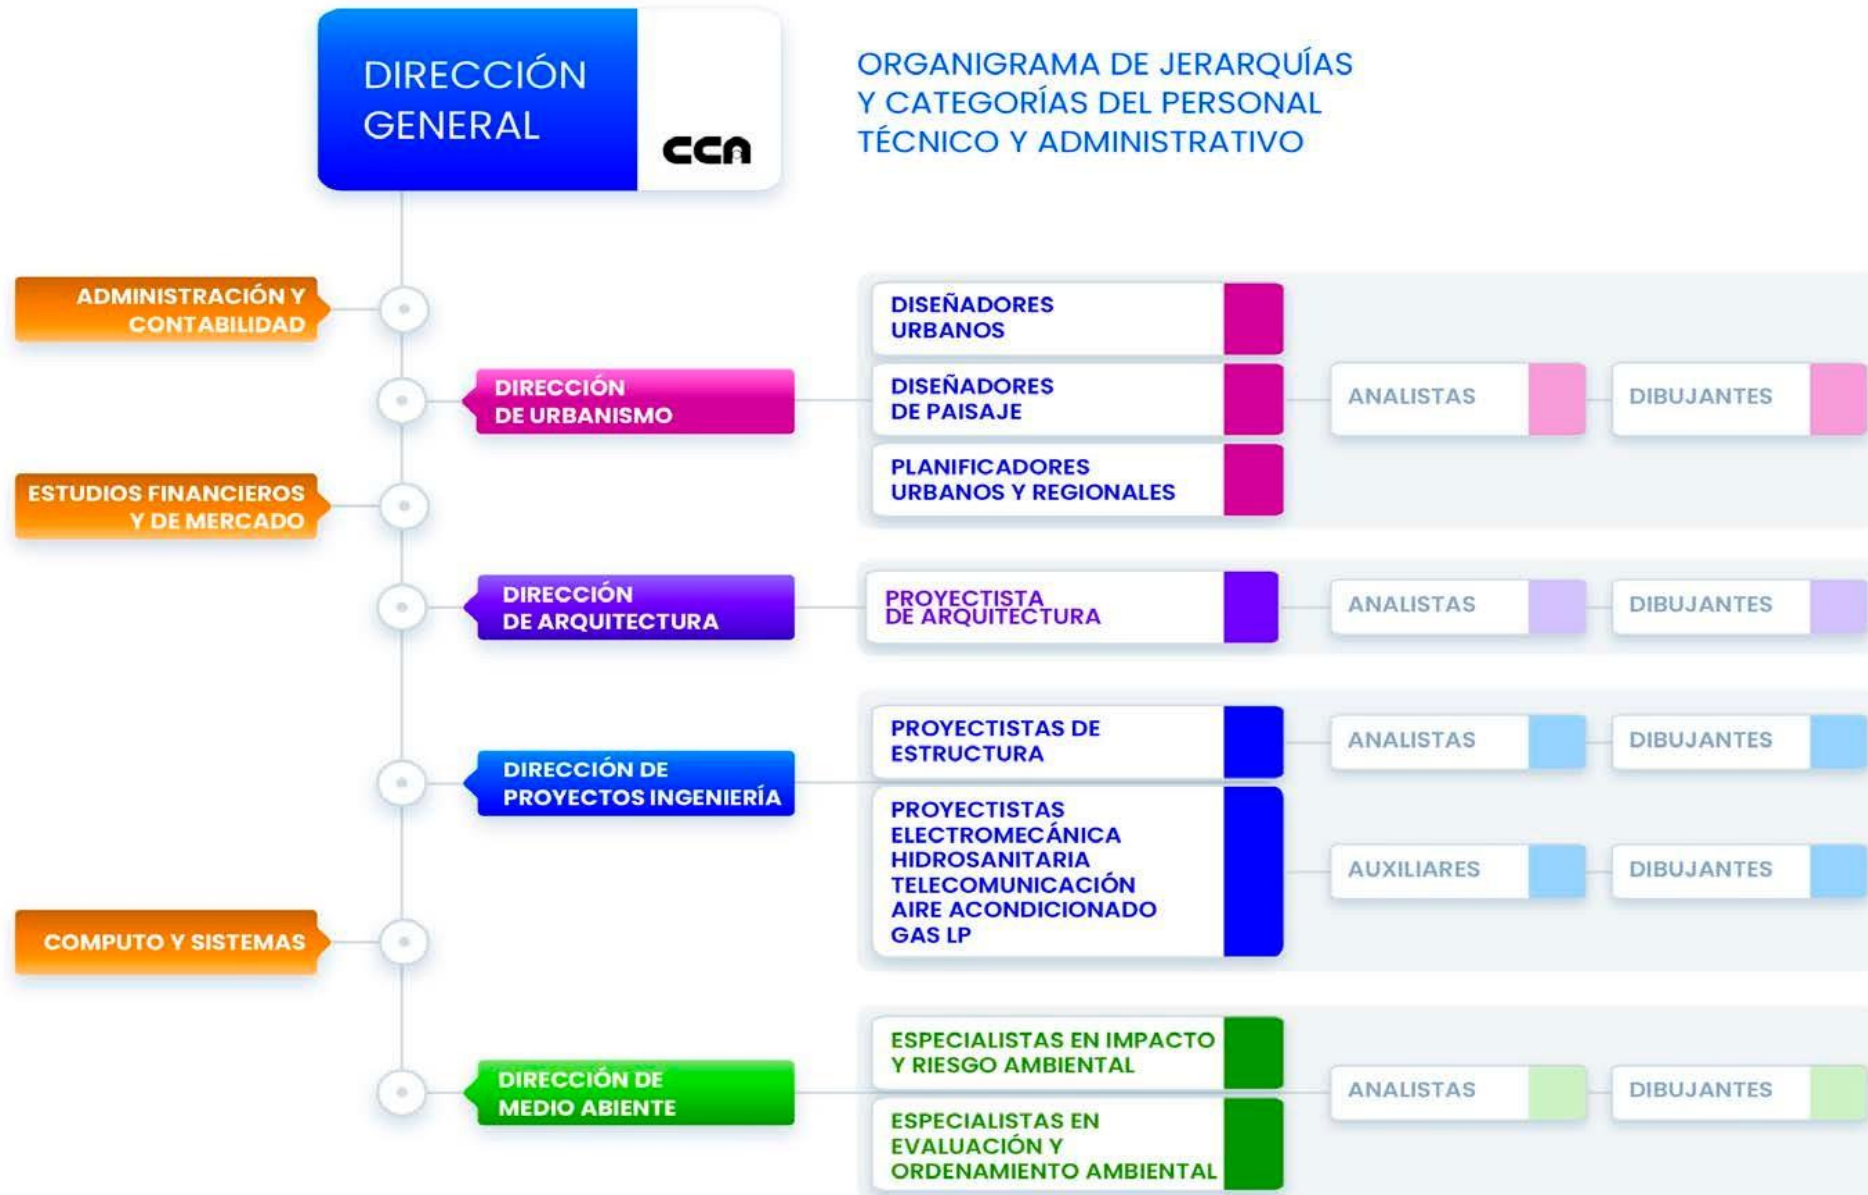 DIRECCIÓN
GENERAL
CCA
ORGANIGRAMA DE JERARQUÍAS
Y CATEGORÍAS DEL PERSONAL
TÉCNICO Y ADMINISTRATIVO
ADMINISTRACIÓN Y
CONTABILIDAD
DIRECCIÓN
DE URBANISMO
DISEÑADORES
URBANOS
DISEÑADORES
DE PAISAJE
PLANIFICADORES
URBANOS Y REGIONALES
ANALISTAS
DIBUJANTES
ESTUDIOS FINANCIEROS
Y DE MERCADO
DIRECCIÓN
DE ARQUITECTURA
PROYECTISTA
DE ARQUITECTURA
ANALISTAS
DIBUJANTES
DIRECCIÓN DE
PROYECTOS INGENIERÍA
PROYECTISTAS DE
ESTRUCTURA
ANALISTAS
DIBUJANTES
PROYECTISTAS
ELECTROMECÁNICA
HIDROSANITARIA
TELECOMUNICACIÓN
AIRE ACONDICIONADO
GAS LP
AUXILIARES
DIBUJANTES
COMPUTO Y SISTEMAS
DIRECCIÓN DE
MEDIO ABIENTE
ESPECIALISTAS EN IMPACTO
Y RIESGO AMBIENTAL
ESPECIALISTAS EN
EVALUACIÓN Y
ORDENAMIENTO AMBIENTAL
ANALISTAS
DIBUJANTES